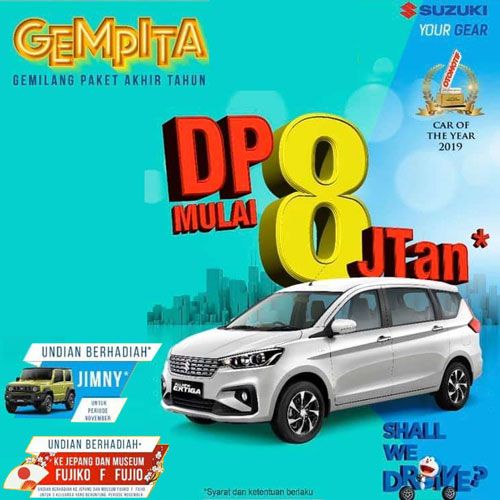 GEMPITA
GEMILANG PAKET AKHIR TAHUN
SUZUKI
YOUR GEAR
OTOMOTIF
CAR OF
THE YEAR
2019
DP
MULAI
8
JTan*
UNDIAN BERHADIAH*
JIMNY*
UNTUK
PERIODE
NOVEMBER
UNDIAN BERHADIAH*
KE JEPANG DAN MUSEUM
FUJIKO F FUJIO
ERTIGA
SHALL
WE
DRIVE?
*Syarat dan ketentuan berlaku